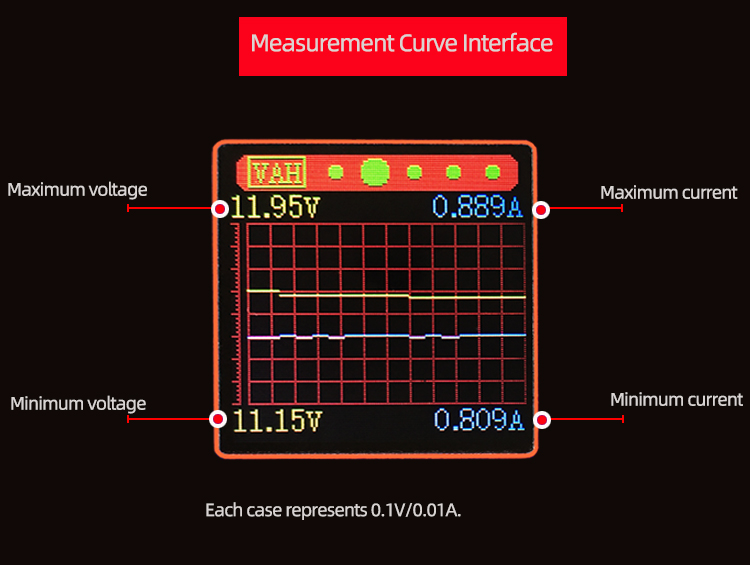 Measurement Curve Interface
VAH
Maximum voltage
Maximum current
11.95V
0.889A
Minimum voltage
Minimum current
11.15V
0.809A
Each case represents 0.1V/0.01A.